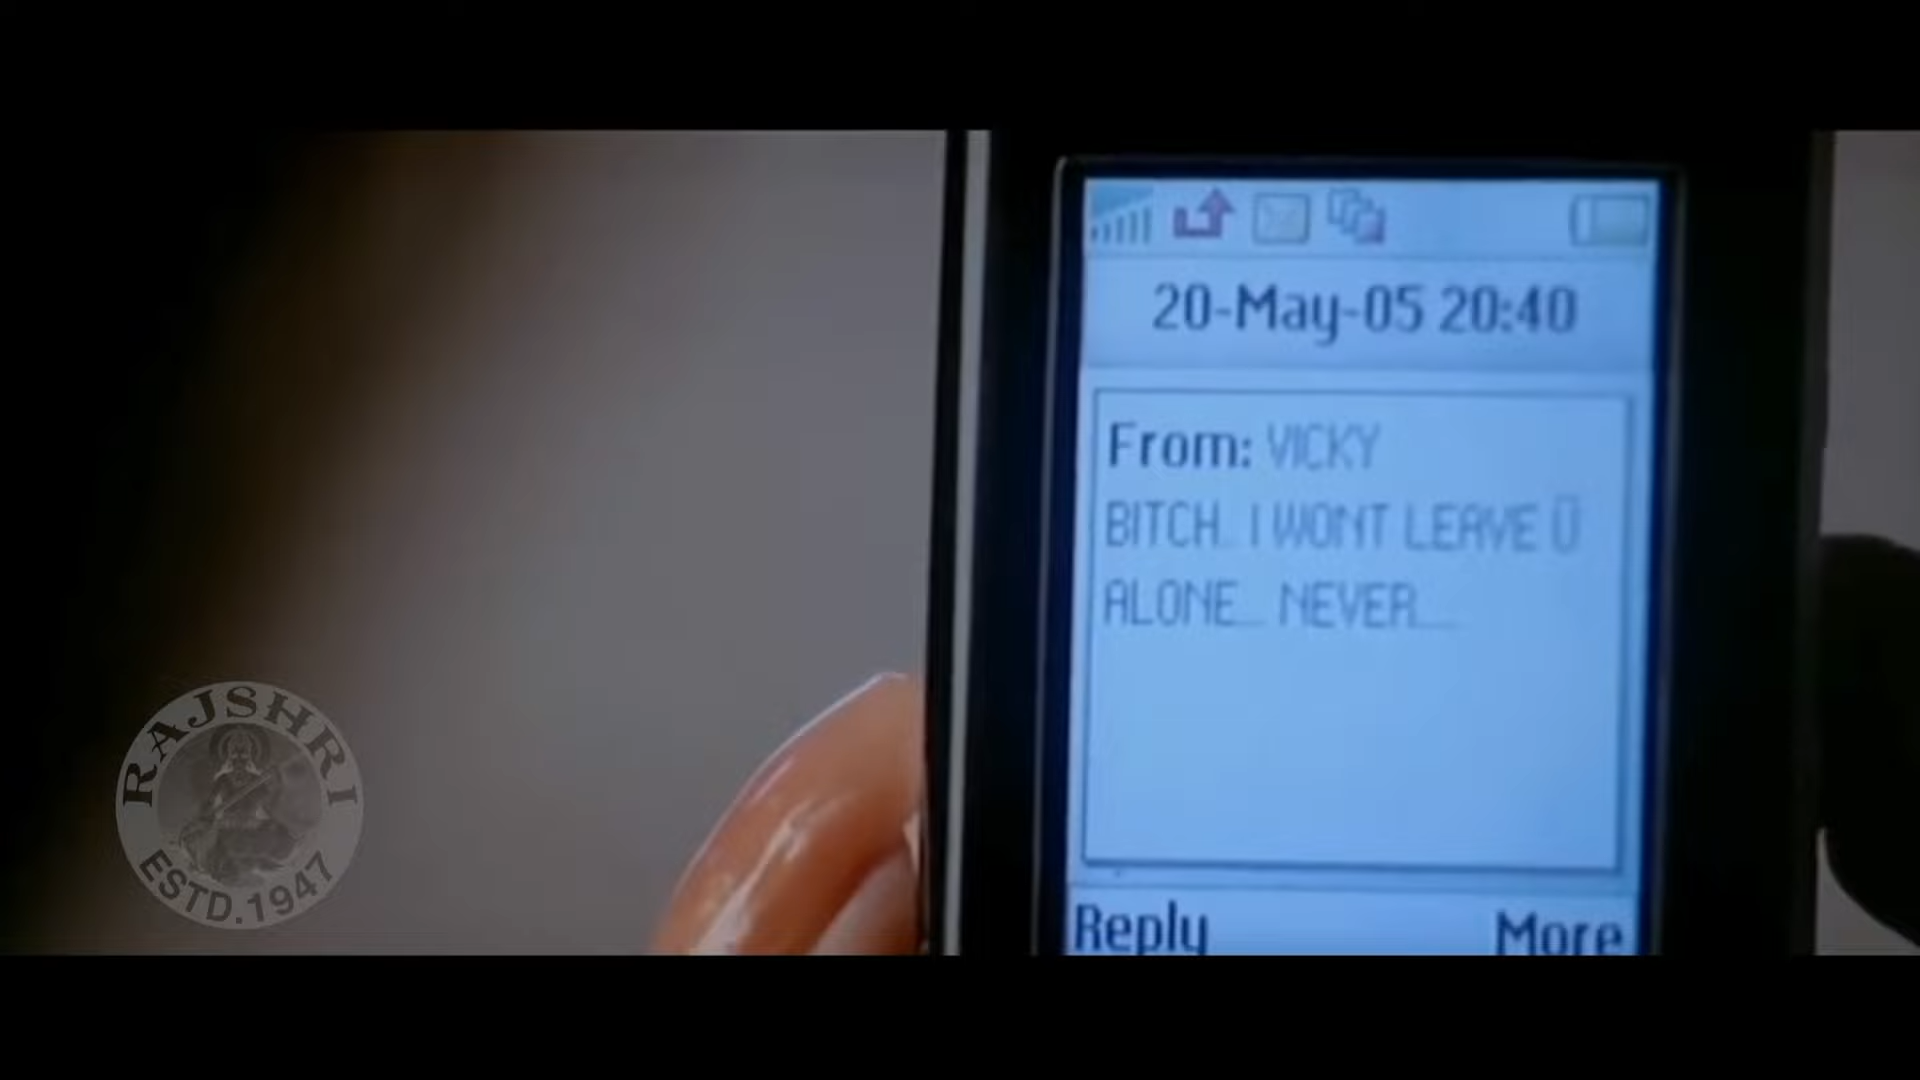 20-May-05 20:40
From: VICKY
BITCH.. I WONT LEAVE Ü
ALONE... NEVER.....
Reply More
RAJSHRI
ESTD.1947